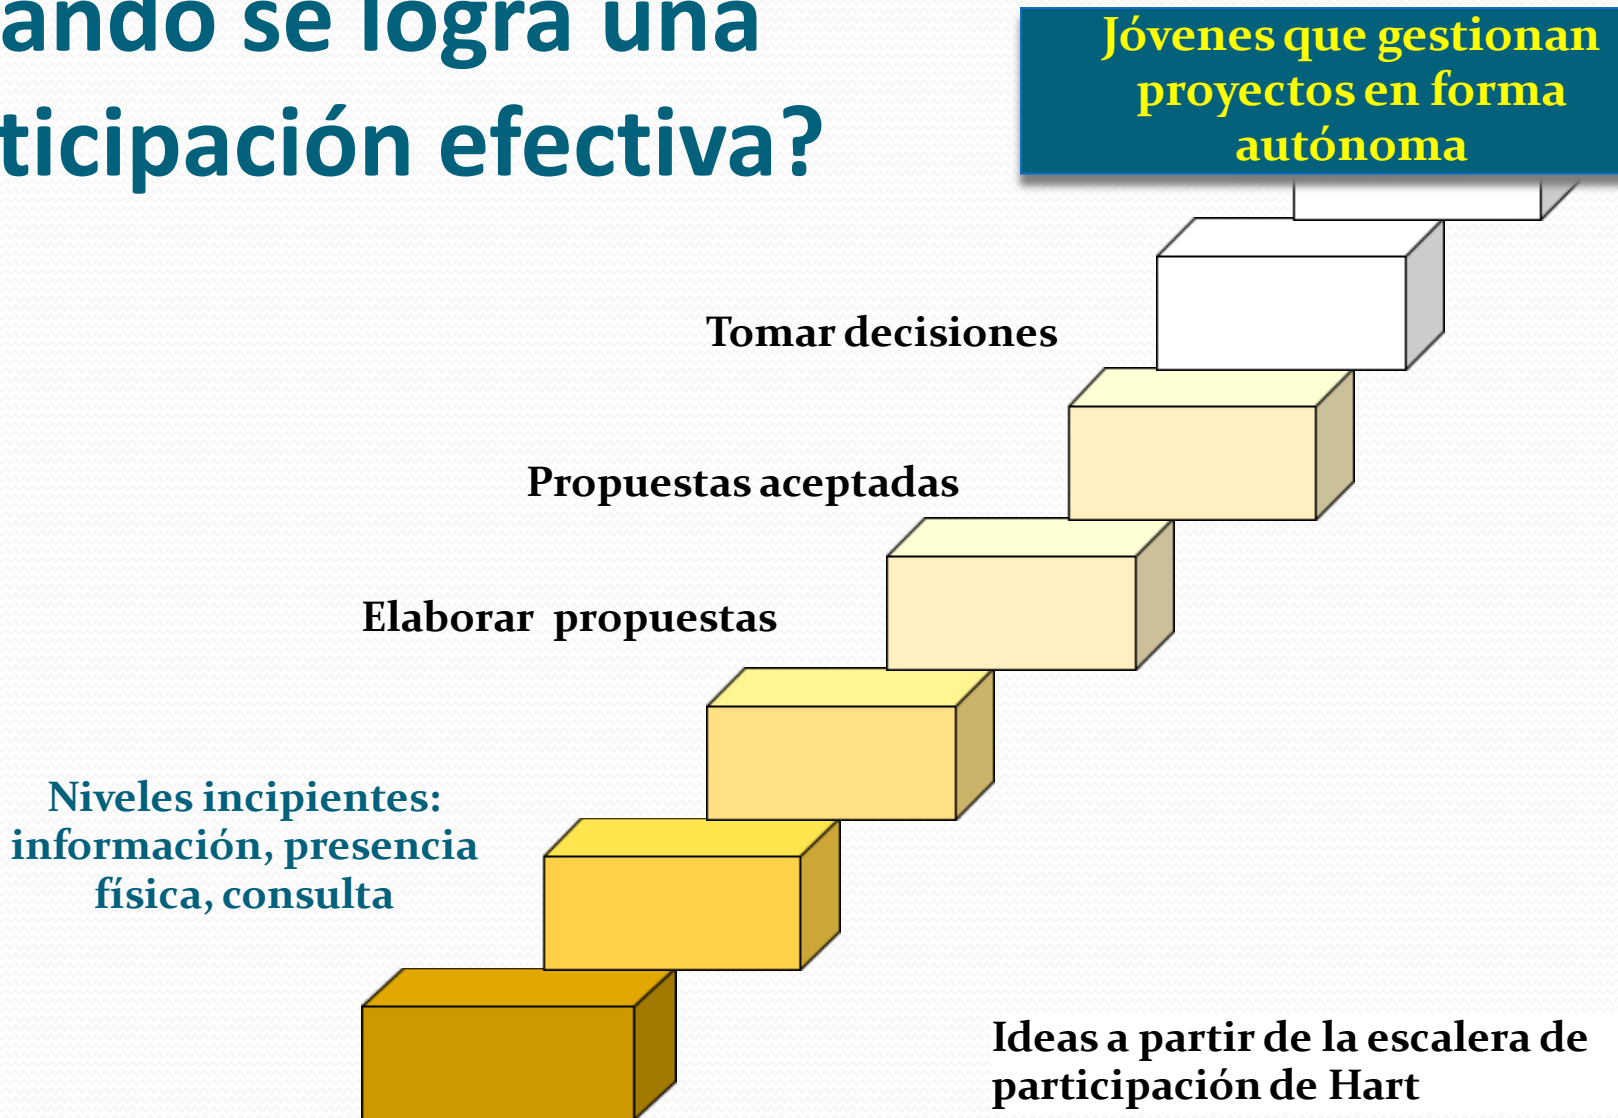 ando se logra una
ticipación efectiva?
Jóvenes que gestionan
proyectos en forma
autónoma
Tomar decisiones
Propuestas aceptadas
Elaborar propuestas
Niveles incipientes:
información, presencia
física, consulta
Ideas a partir de la escalera de
participación de Hart